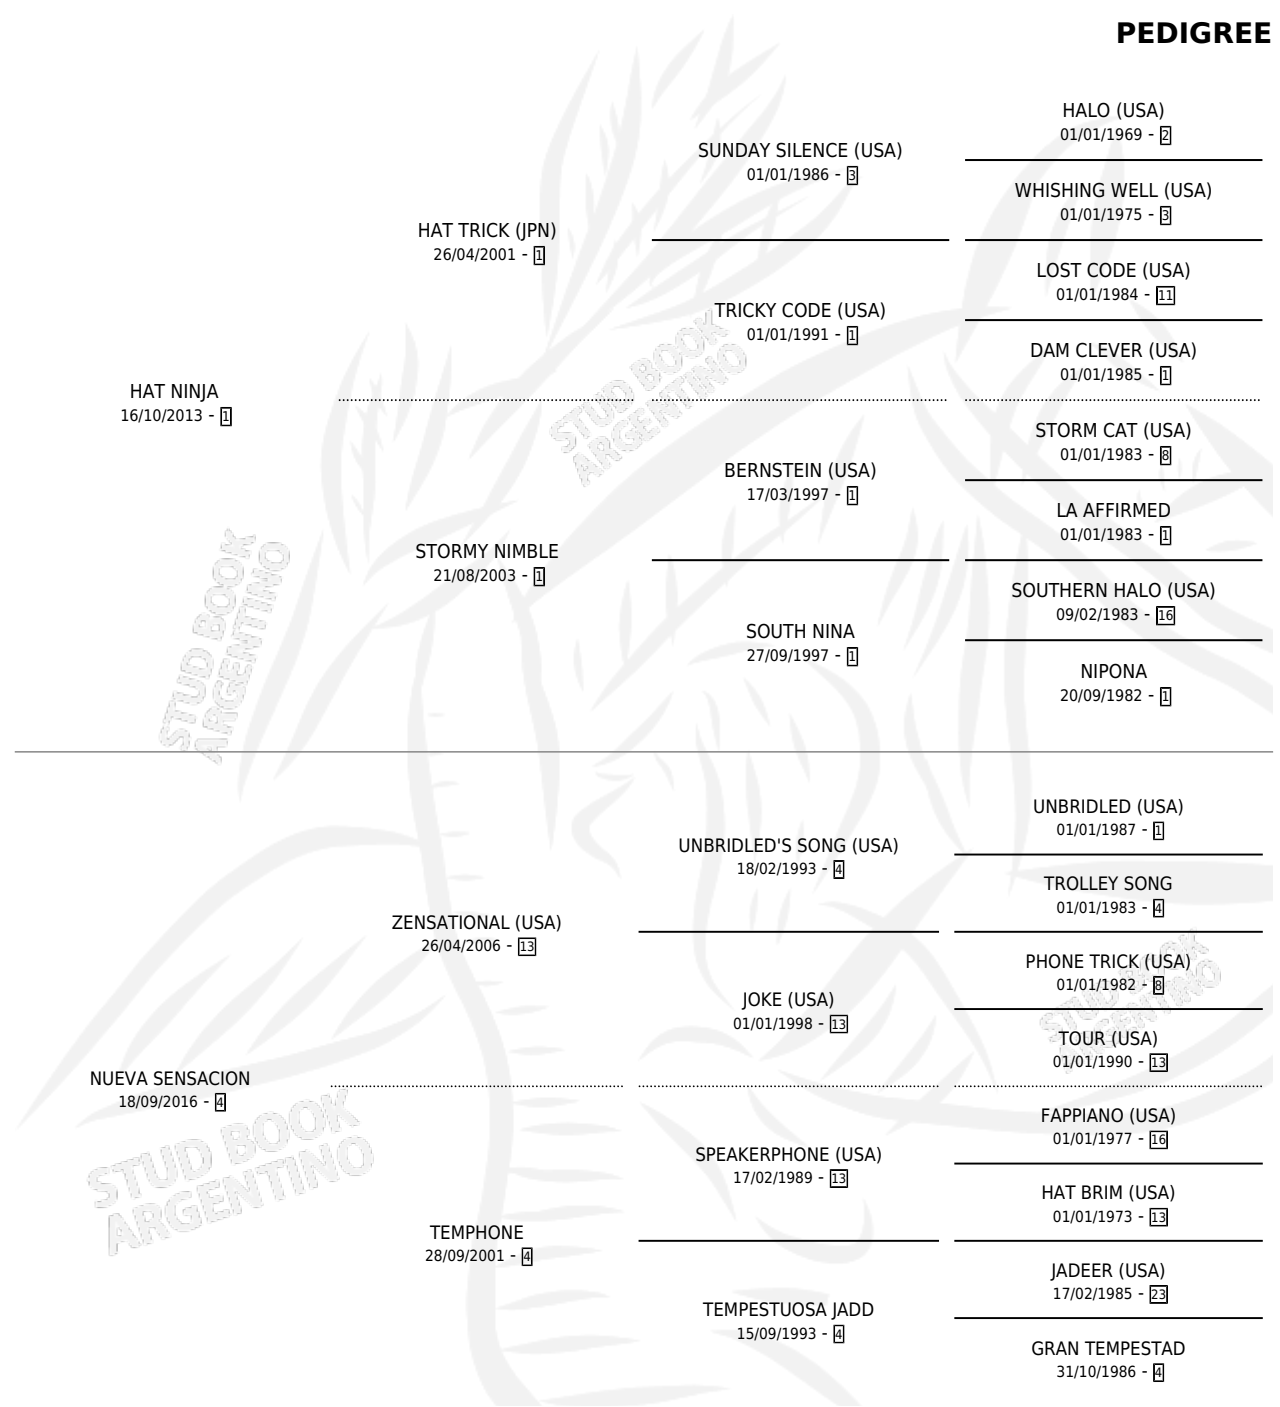 PEDIGREE
HALO (USA)
01/01/1969 - 2
SUNDAY SILENCE (USA)
01/01/1986 - 3
WHISHING WELL (USA)
01/01/1975 - 3
HAT TRICK (JPN)
26/04/2001 - 1
LOST CODE (USA)
01/01/1984 - 11
TRICKY CODE (USA)
01/01/1991 - 1
DAM CLEVER (USA)
01/01/1985 - 1
HAT NINJA
16/10/2013 - 1
STORM CAT (USA)
01/01/1983 - 8
BERNSTEIN (USA)
17/03/1997 - 1
LA AFFIRMED
01/01/1983 - 1
STORMY NIMBLE
21/08/2003 - 1
SOUTHERN HALO (USA)
09/02/1983 - 16
SOUTH NINA
27/09/1997 - 1
NIPONA
20/09/1982 - 1
UNBRIDLED (USA)
01/01/1987 - 1
UNBRIDLED'S SONG (USA)
18/02/1993 - 4
TROLLEY SONG
01/01/1983 - 4
ZENSATIONAL (USA)
26/04/2006 - 13
PHONE TRICK (USA)
01/01/1982 - 8
JOKE (USA)
01/01/1998 - 13
TOUR (USA)
01/01/1990 - 13
NUEVA SENSACION
18/09/2016 - 4
FAPPIANO (USA)
01/01/1977 - 16
SPEAKERPHONE (USA)
17/02/1989 - 13
HAT BRIM (USA)
01/01/1973 - 13
TEMPHONE
28/09/2001 - 4
JADEER (USA)
17/02/1985 - 23
TEMPESTUOSA JADD
15/09/1993 - 4
GRAN TEMPESTAD
31/10/1986 - 4
STUD BOOK
ARGENTINO
STUD BOOK
ARGENTINO
STUD BOOK
ARGENTINO
STUD BOOK
ARGENTINO